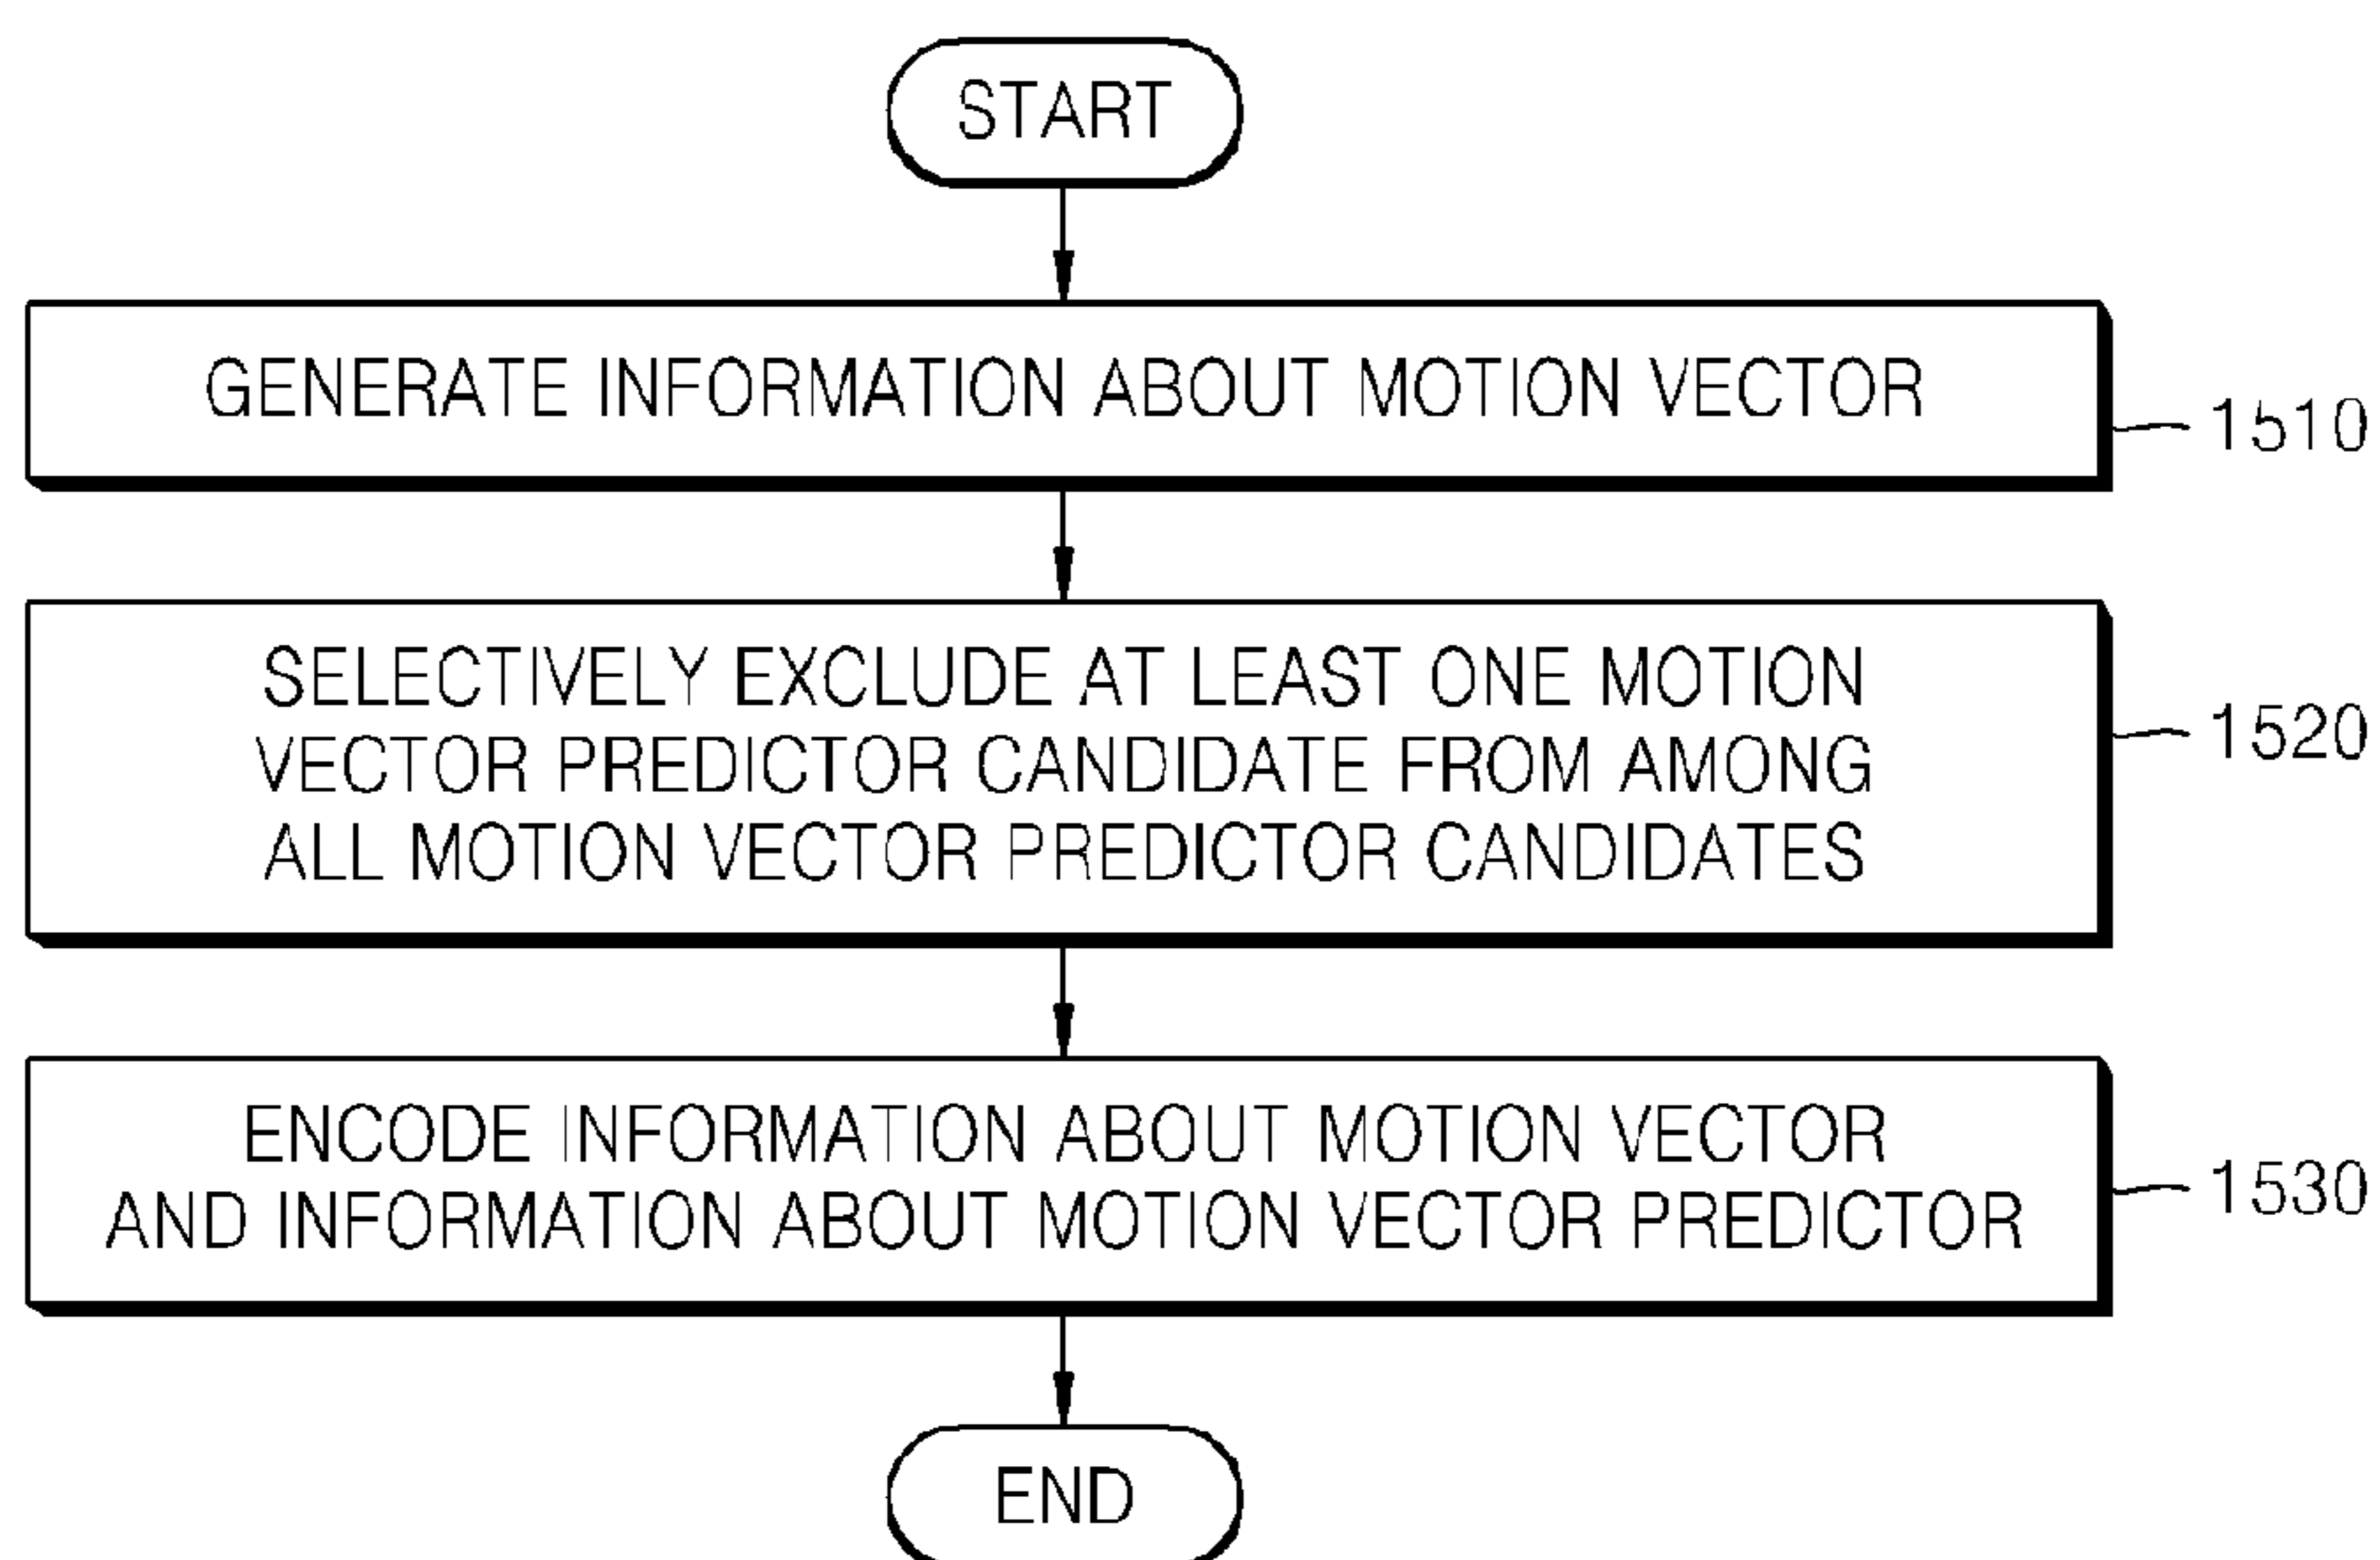 START
GENERATE INFORMATION ABOUT MOTION VECTOR
1510
SELECTIVELY EXCLUDE AT LEAST ONE MOTION
VECTOR PREDICTOR CANDIDATE FROM AMONG
ALL MOTION VECTOR PREDICTOR CANDIDATES
1520
ENCODE INFORMATION ABOUT MOTION VECTOR
AND INFORMATION ABOUT MOTION VECTOR PREDICTOR
1530
END